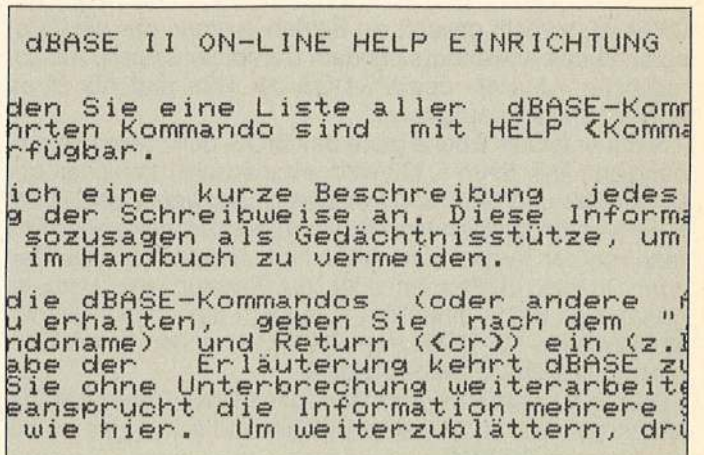 dBASE II ON-LINE HELP EINRICHTUNG
den Sie eine Liste aller dBASE-Komm
hrten Kommando sind mit HELP <Komma
rfügbar.
ich eine kurze Beschreibung jedes
g der Schreibweise an. Diese Informa
sozusagen als Gedächtnisstütze, um
im Handbuch zu vermeiden.
die dBASE-Kommandos (oder andere "A
u erhalten, geben Sie nach dem ".
ndoname) und Return (<cr>) ein (z.B
abe der Erläuterung kehrt dBASE zu
Sie ohne Unterbrechung weiterarbeite
eansprucht die Information mehrere S
wie hier. Um weiterzublättern, drü